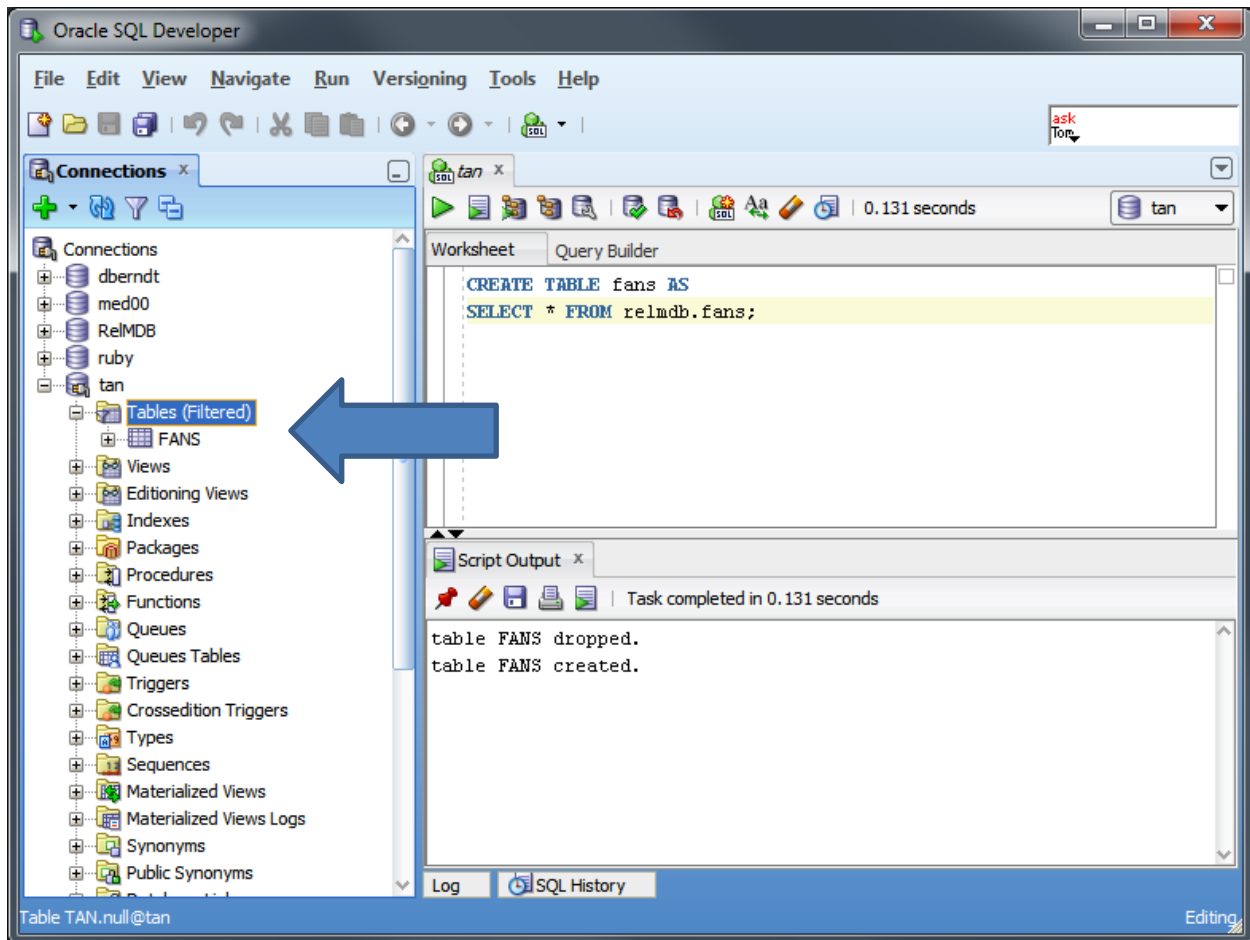 Oracle SQL Developer
File Edit View Navigate Run Versioning Tools Help
SQL
ask
Tom
Connections x
Connections
dberndt
med00
RelMDB
ruby
tan
Tables (Filtered)
FANS
Views
Editioning Views
Indexes
Packages
Procedures
Functions
Queues
Queues Tables
Triggers
Crossedition Triggers
Types
Sequences
Materialized Views
Materialized Views Logs
Synonyms
Public Synonyms
SQL tan x
SQL Aa 0.131 seconds tan
Worksheet Query Builder
CREATE TABLE fans AS
SELECT * FROM relmdb.fans;
Script Output x
Task completed in 0.131 seconds
table FANS dropped.
table FANS created.
Log SQL History
Table TAN.null@tan Editing